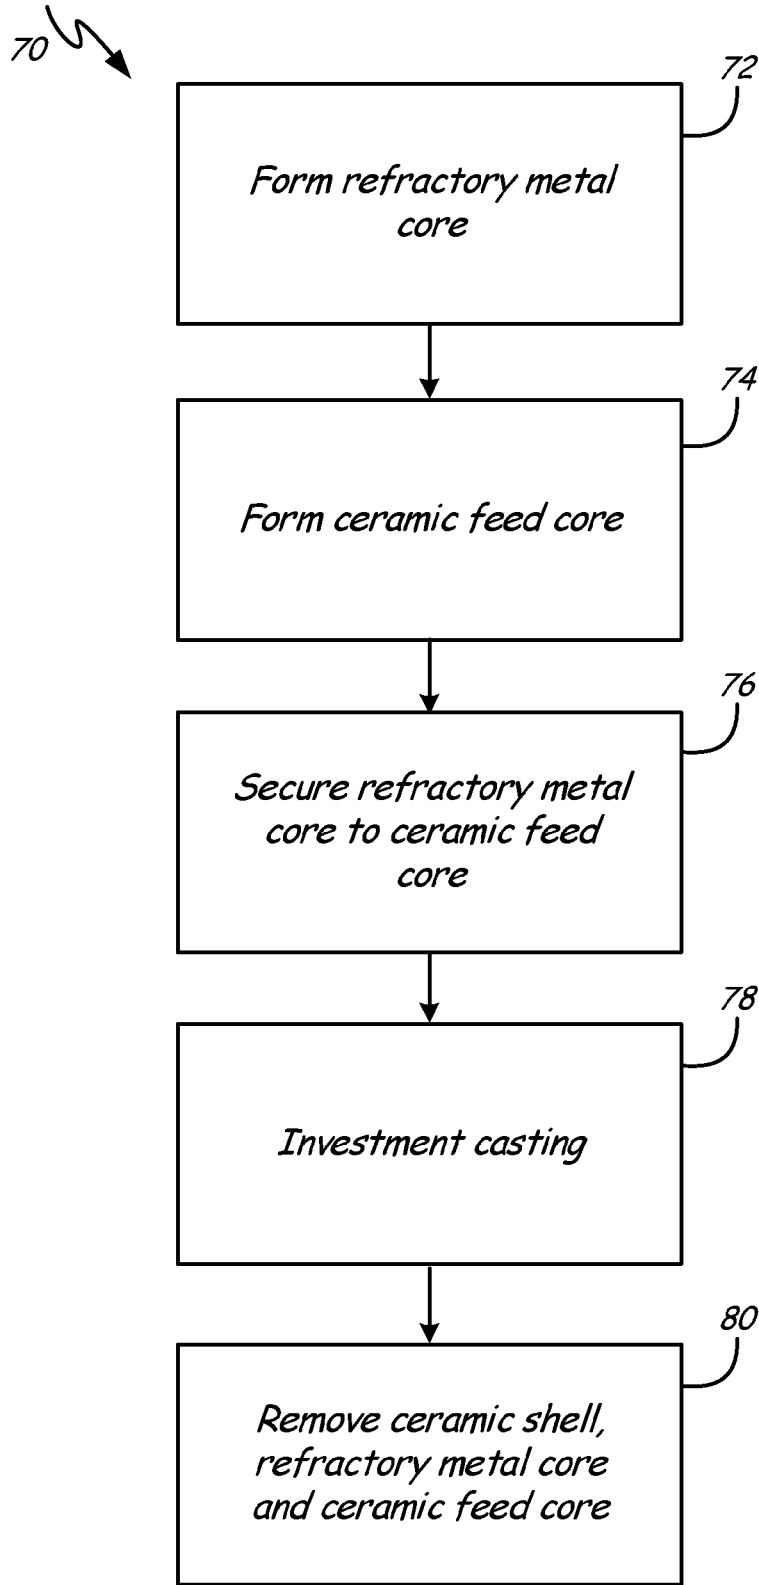 70
72
Form refractory metal
core
74
Form ceramic feed core
76
Secure refractory metal
core to ceramic feed
core
78
Investment casting
80
Remove ceramic shell,
refractory metal core
and ceramic feed core